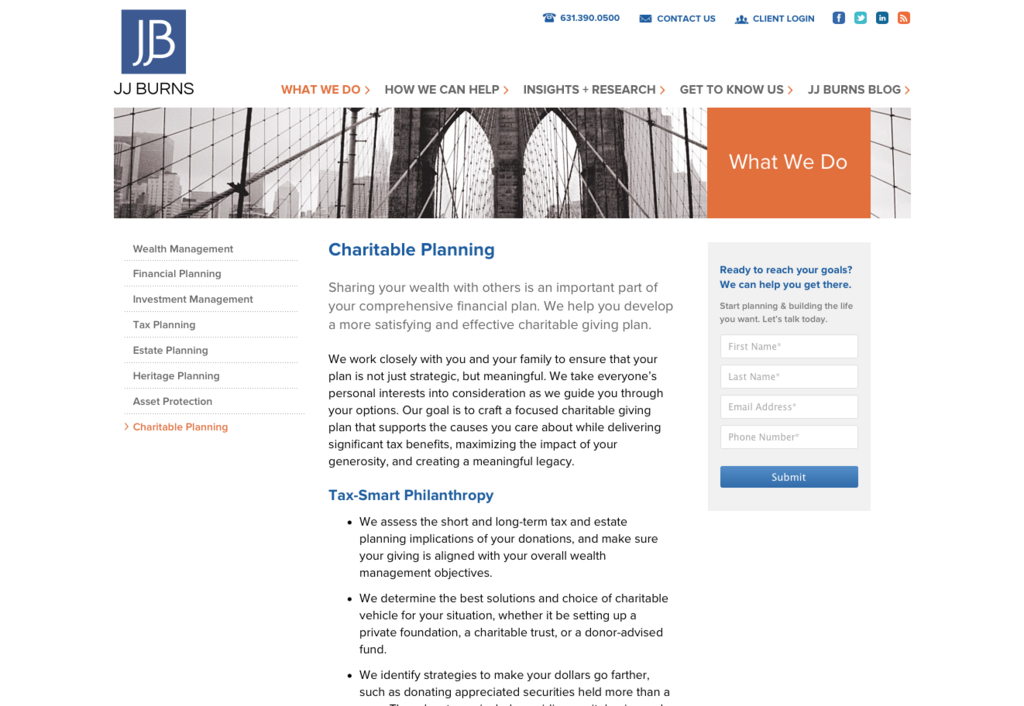 631.390.0500 CONTACT US CLIENT LOGIN
JB
JJ BURNS
WHAT WE DO HOW WE CAN HELP INSIGHTS + RESEARCH GET TO KNOW US JJ BURNS BLOG
What We Do
Wealth Management
Financial Planning
Investment Management
Tax Planning
Estate Planning
Heritage Planning
Asset Protection
Charitable Planning
Charitable Planning
Sharing your wealth with others is an important part of
your comprehensive financial plan. We help you develop
a more satisfying and effective charitable giving plan.
We work closely with you and your family to ensure that your
plan is not just strategic, but meaningful. We take everyone's
personal interests into consideration as we guide you through
your options. Our goal is to craft a focused charitable giving
plan that supports the causes you care about while delivering
significant tax benefits, maximizing the impact of your
generosity, and creating a meaningful legacy.
Tax-Smart Philanthropy
• We assess the short and long-term tax and estate
planning implications of your donations, and make sure
your giving is aligned with your overall wealth
management objectives.
• We determine the best solutions and choice of charitable
vehicle for your situation, whether it be setting up a
private foundation, a charitable trust, or a donor-advised
fund.
• We identify strategies to make your dollars go farther,
such as donating appreciated securities held more than a
Ready to reach your goals?
We can help you get there.
Start planning & building the life
you want. Let's talk today.
First Name*
Last Name*
Email Address*
Phone Number*
Submit